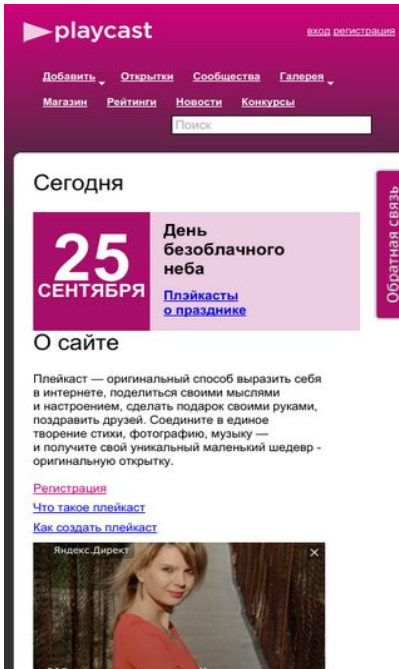 playcast
вход регистрация
Добавить Открытки Сообщества Галерея
Магазин Рейтинги Новости Конкурсы
Поиск
Сегодня
25
СЕНТЯБРЯ
День
безоблачного
неба
Плэйкасты
о празднике
Обратная связь
О сайте
Плейкаст — оригинальный способ выразить себя
в интернете, поделиться своими мыслями
и настроением, сделать подарок своими руками,
поздравить друзей. Соедините в единое
творение стихи, фотографию, музыку —
и получите свой уникальный маленький шедевр -
оригинальную открытку.
Регистрация
Что такое плейкаст
Как создать плейкаст
Яндекс.Директ